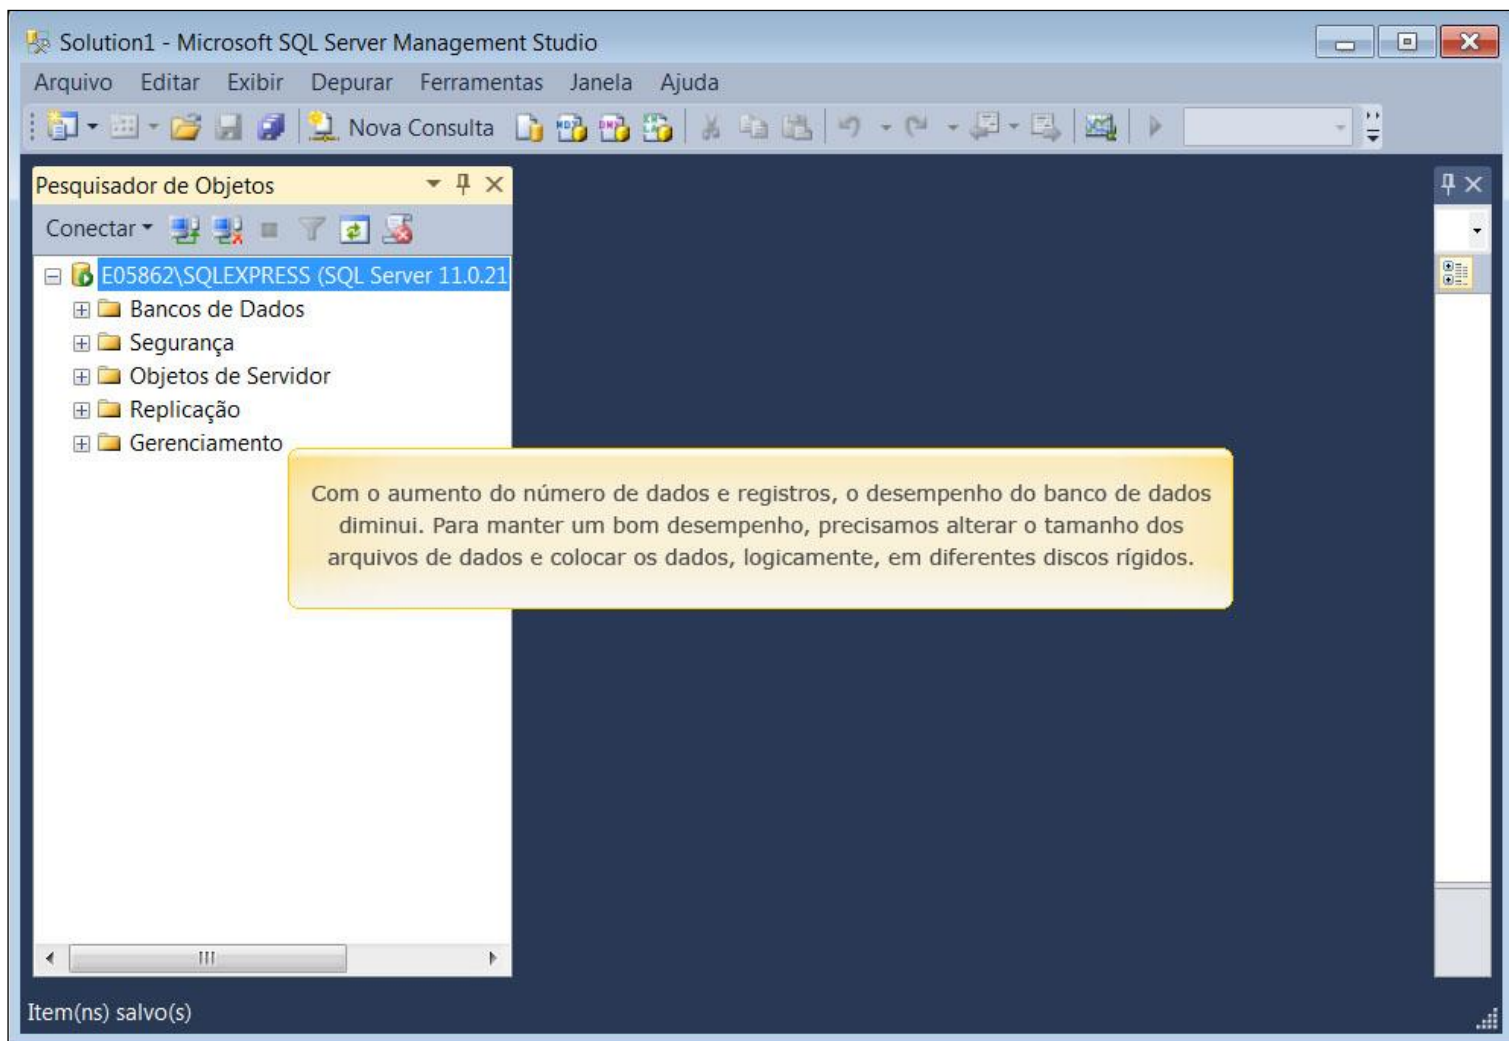 Solution1 - Microsoft SQL Server Management Studio
Arquivo Editar Exibir Depurar Ferramentas Janela Ajuda
Nova Consulta
Pesquisador de Objetos
Conectar
E05862\SQLEXPRESS (SQL Server 11.0.21
Bancos de Dados
Segurança
Objetos de Servidor
Replicação
Gerenciamento
Com o aumento do número de dados e registros, o desempenho do banco de dados
diminui. Para manter um bom desempenho, precisamos alterar o tamanho dos
arquivos de dados e colocar os dados, logicamente, em diferentes discos rígidos.
Item(ns) salvo(s)